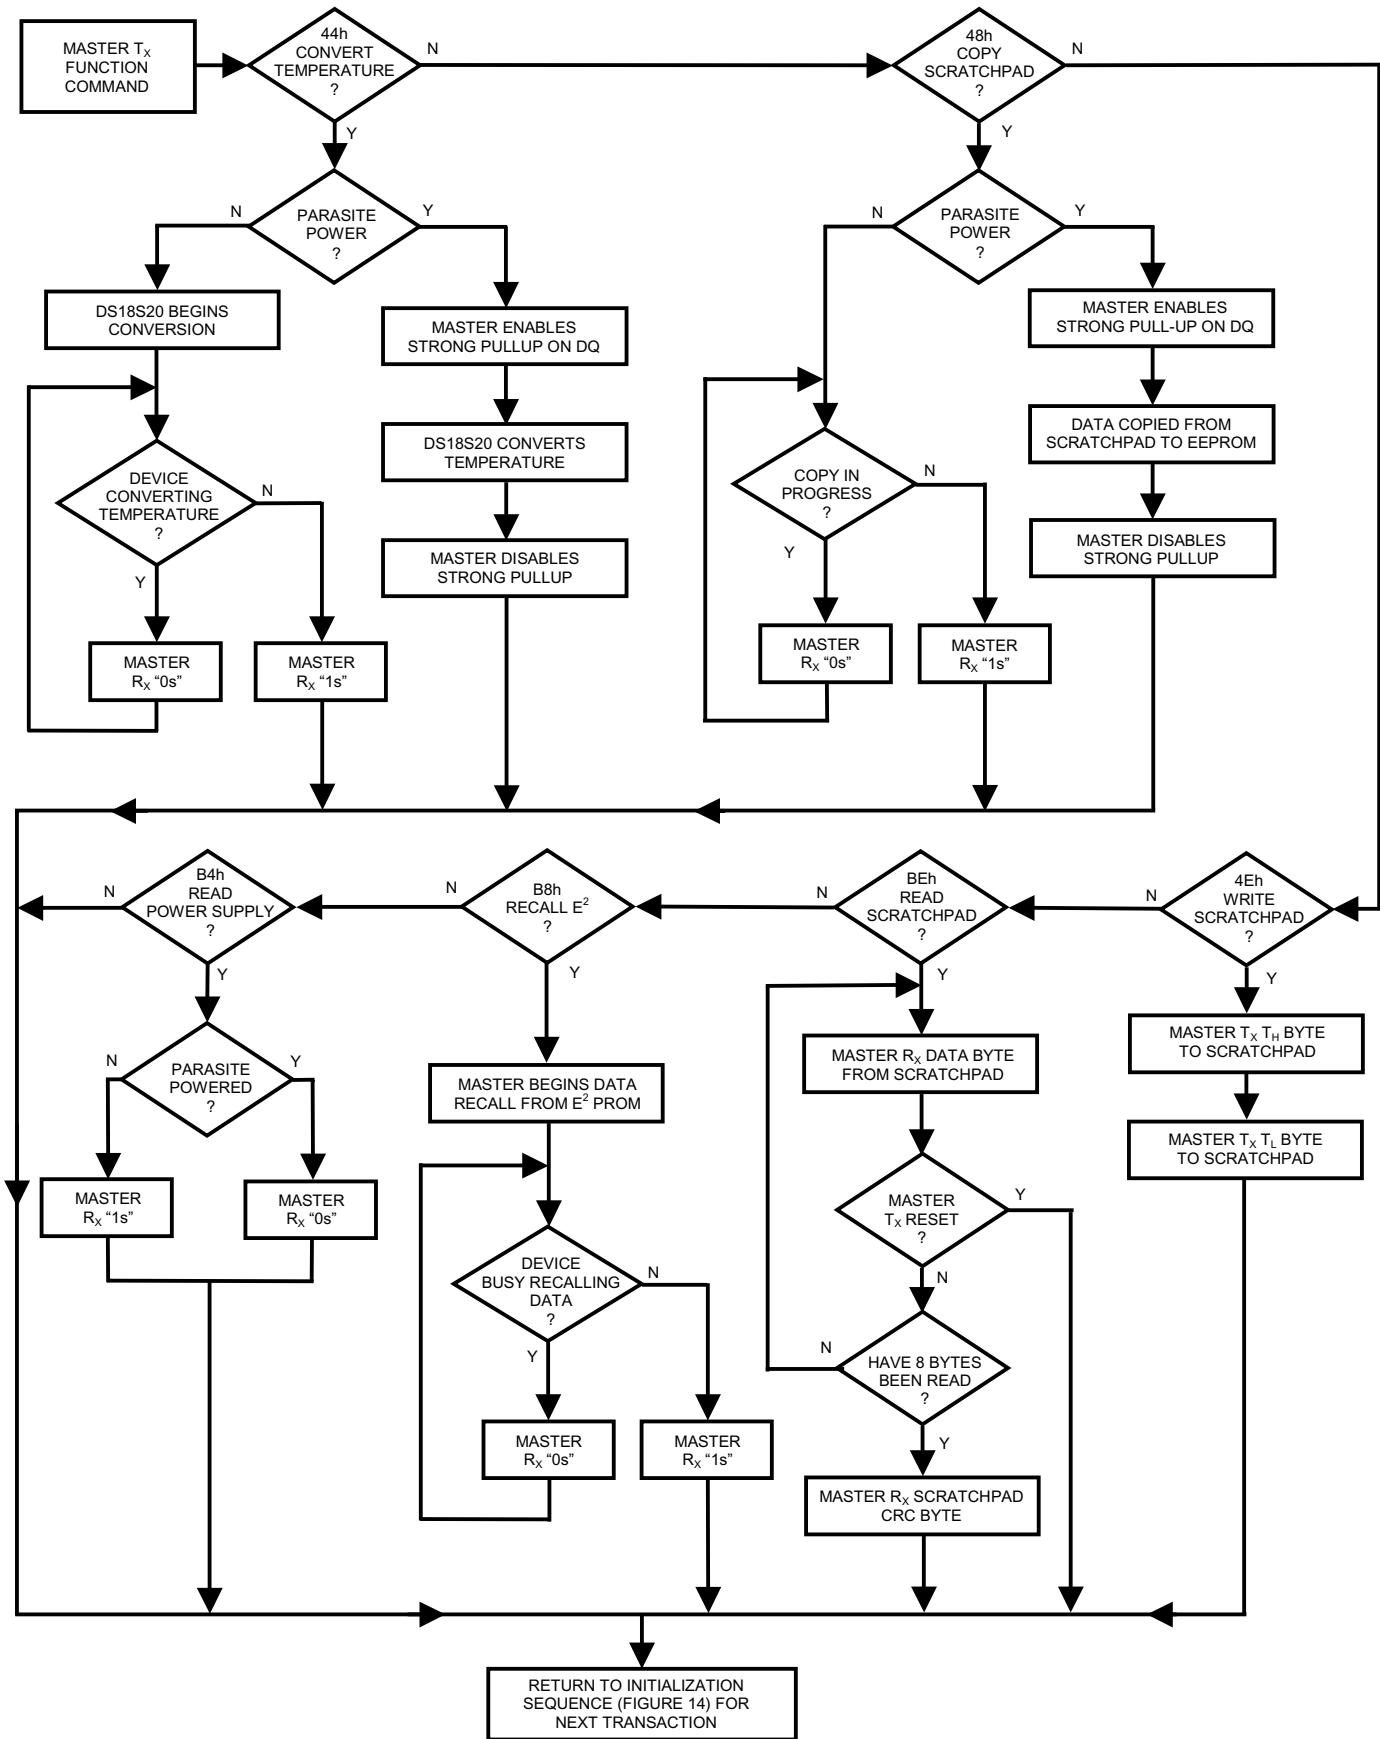 MASTER TX
FUNCTION
COMMAND
44h
CONVERT
TEMPERATURE
?
N
Y
48h
COPY
SCRATCHPAD
?
N
Y
PARASITE
POWER
?
N
Y
PARASITE
POWER
?
N
Y
DS18S20 BEGINS
CONVERSION
MASTER ENABLES
STRONG PULLUP ON DQ
MASTER ENABLES
STRONG PULL-UP ON DQ
DEVICE
CONVERTING
TEMPERATURE
?
N
Y
DS18S20 CONVERTS
TEMPERATURE
COPY IN
PROGRESS
?
N
Y
DATA COPIED FROM
SCRATCHPAD TO EEPROM
MASTER DISABLES
STRONG PULLUP
MASTER DISABLES
STRONG PULLUP
MASTER
RX “0s”
MASTER
RX “1s”
MASTER
RX “0s”
MASTER
RX “1s”
B4h
READ
POWER SUPPLY
?
N
Y
B8h
RECALL E2
?
N
Y
BEh
READ
SCRATCHPAD
?
N
Y
4Eh
WRITE
SCRATCHPAD
?
N
Y
PARASITE
POWERED
?
N
Y
MASTER
RX “1s”
MASTER
RX “0s”
MASTER BEGINS DATA
RECALL FROM E2 PROM
DEVICE
BUSY RECALLING
DATA
?
N
Y
MASTER
RX “0s”
MASTER
RX “1s”
MASTER RX DATA BYTE
FROM SCRATCHPAD
MASTER
TX RESET
?
Y
N
HAVE 8 BYTES
BEEN READ
?
N
Y
MASTER RX SCRATCHPAD
CRC BYTE
MASTER TX TH BYTE
TO SCRATCHPAD
MASTER TX TL BYTE
TO SCRATCHPAD
RETURN TO INITIALIZATION
SEQUENCE (FIGURE 14) FOR
NEXT TRANSACTION